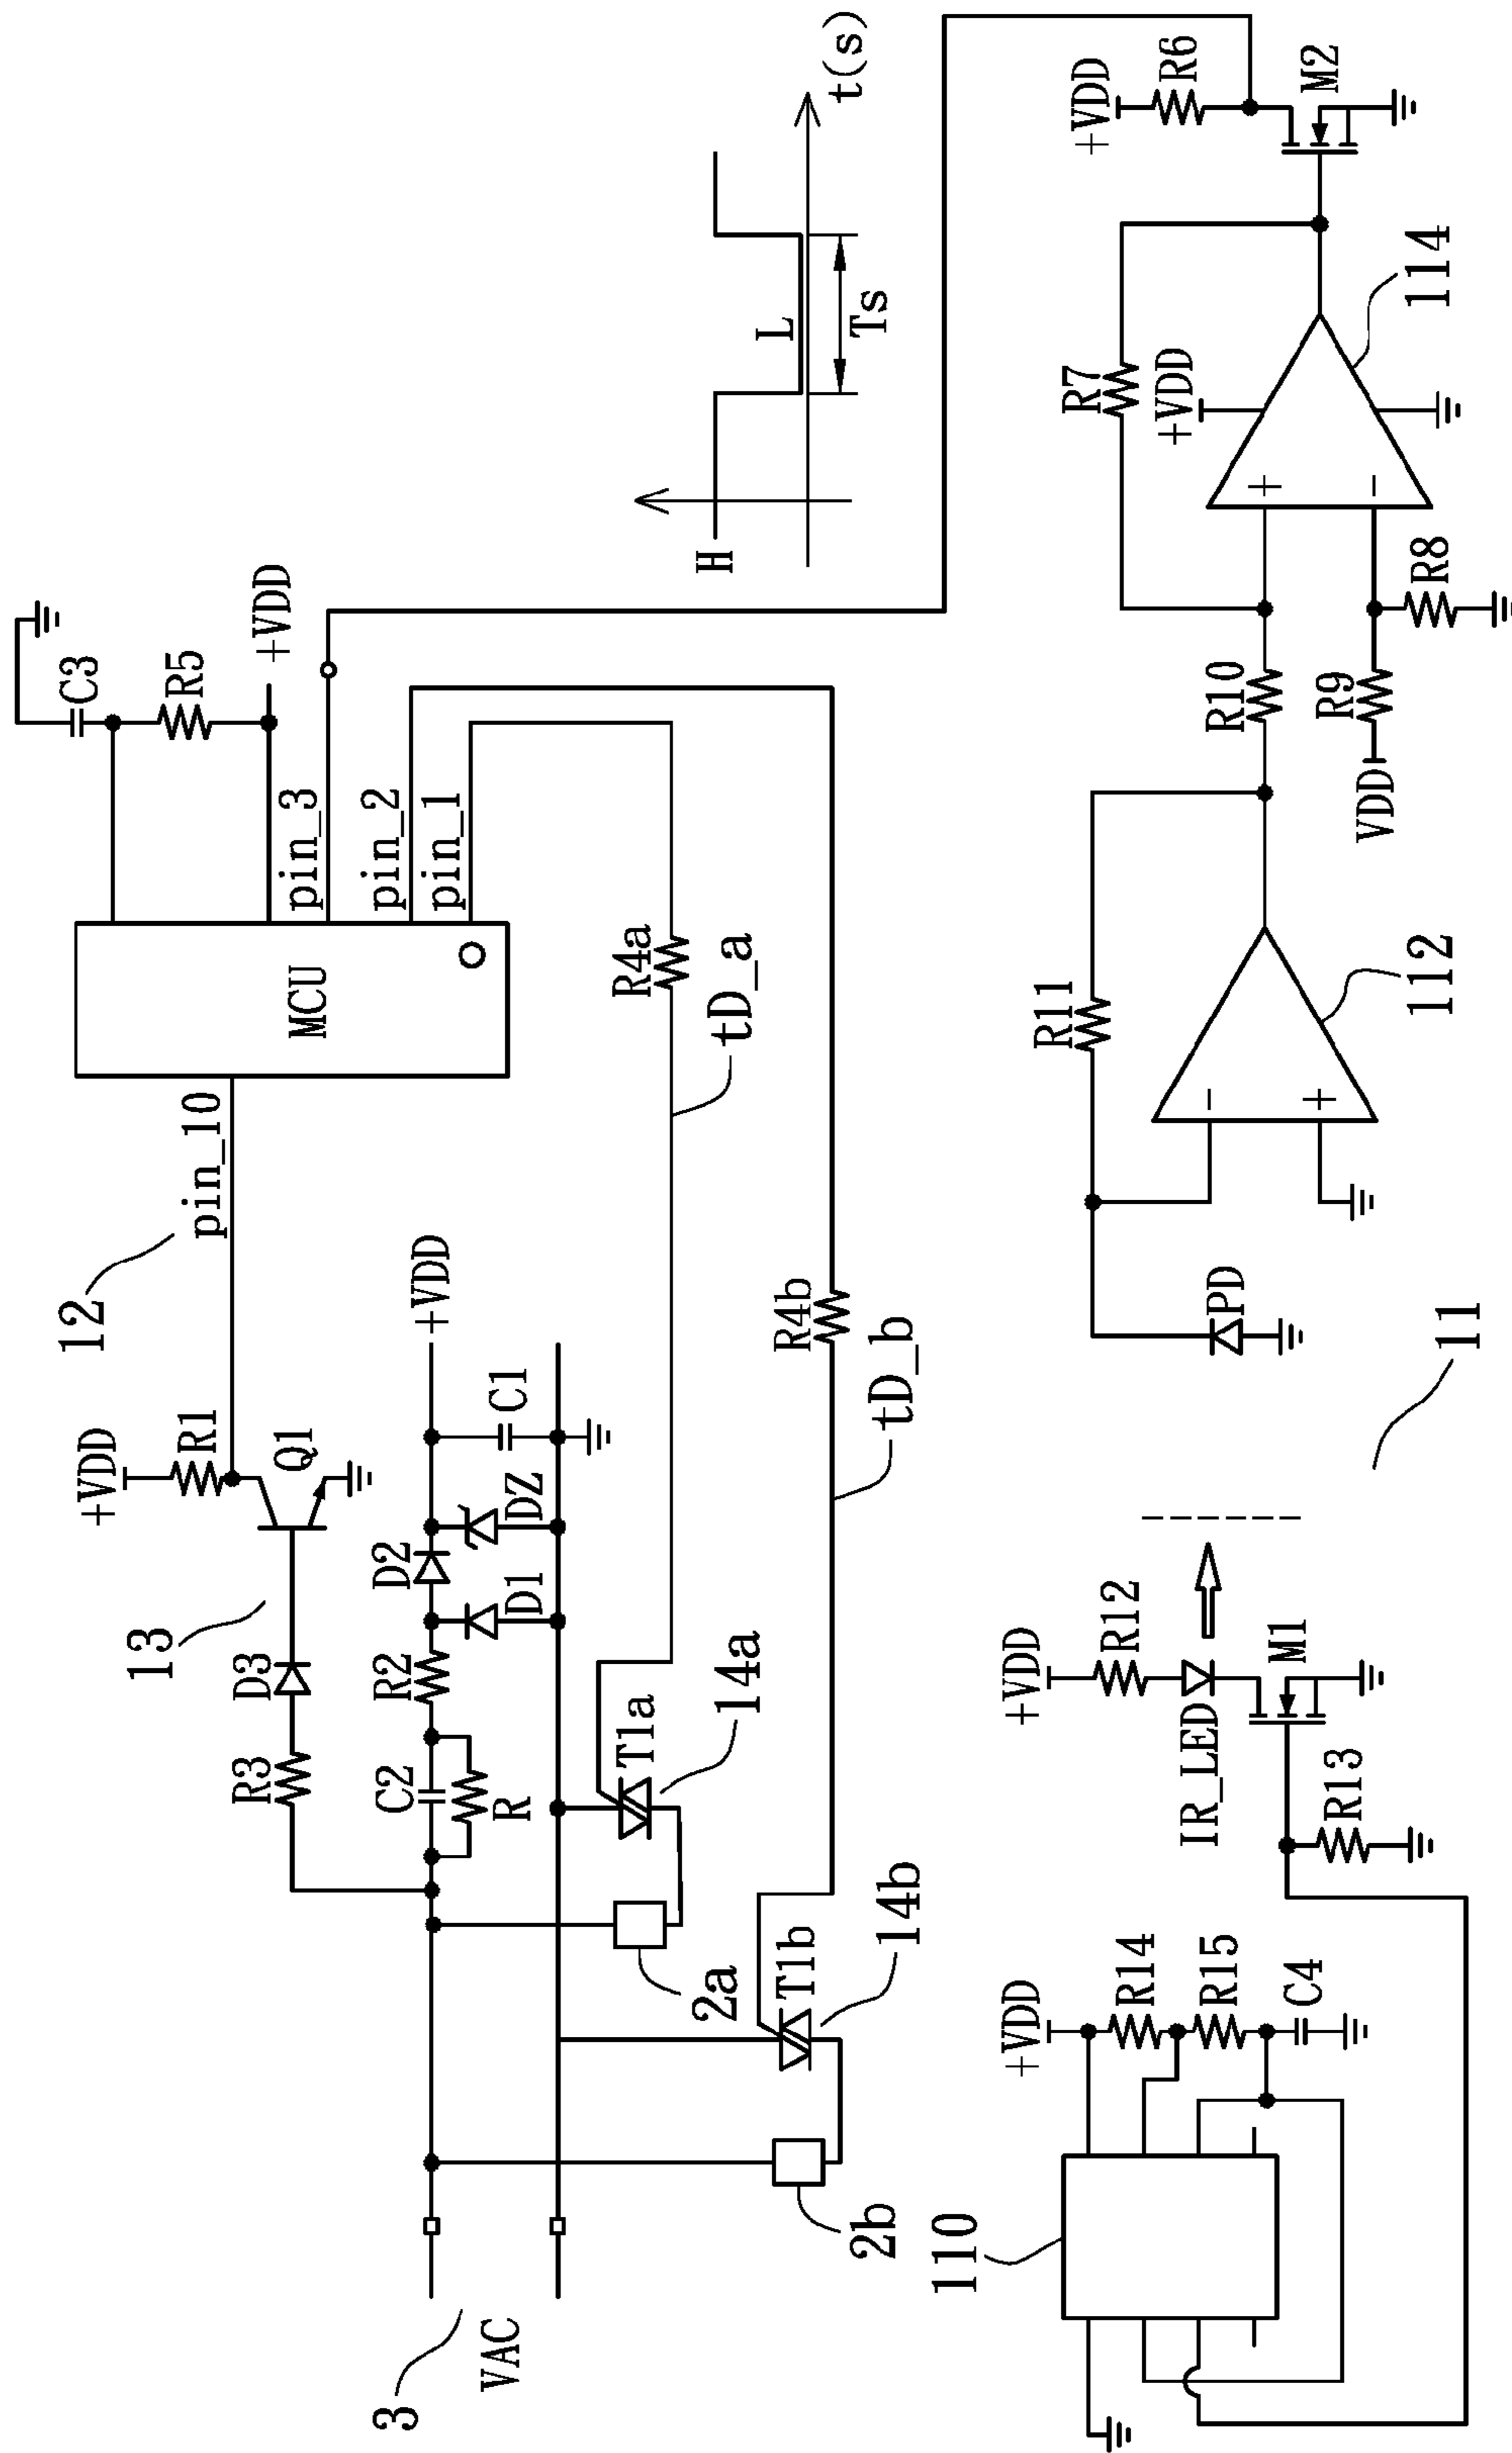 12
pin_10
MCU
C3
R5
+VDD
pin_3
pin_2
pin_1
+VDD
R1
Q1
13
D3
R3
+VDD
C1
DZ
D2
D1
R2
C2
R
T1a
14a
2a
T1b
14b
2b
3
VAC
R4a
tD_a
R4b
tD_b
H
L
Ts
t(s)
110
+VDD
R14
R15
C4
+VDD
R12
IR_LED
M1
R13
11
PD
R11
-
+
112
R10
R9
VDD
R8
R7
+VDD
+
-
114
+VDD
R6
M2